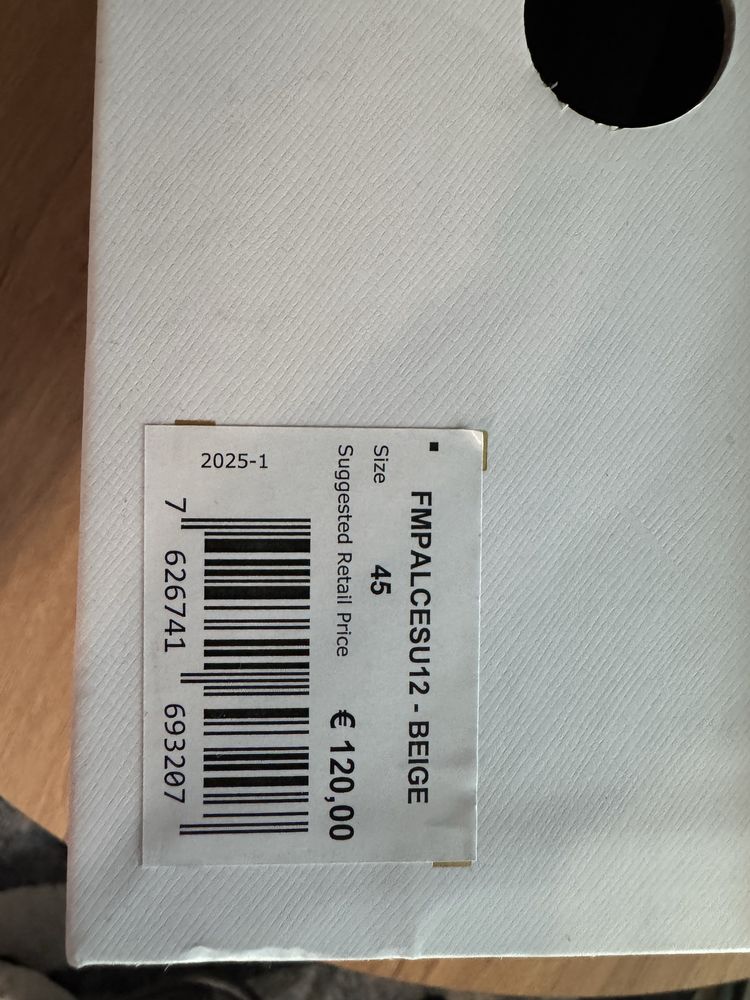 FMPALCESU12 - BEIGE
Size 45
Suggested Retail Price € 120,00
2025-1
7 626741 693207